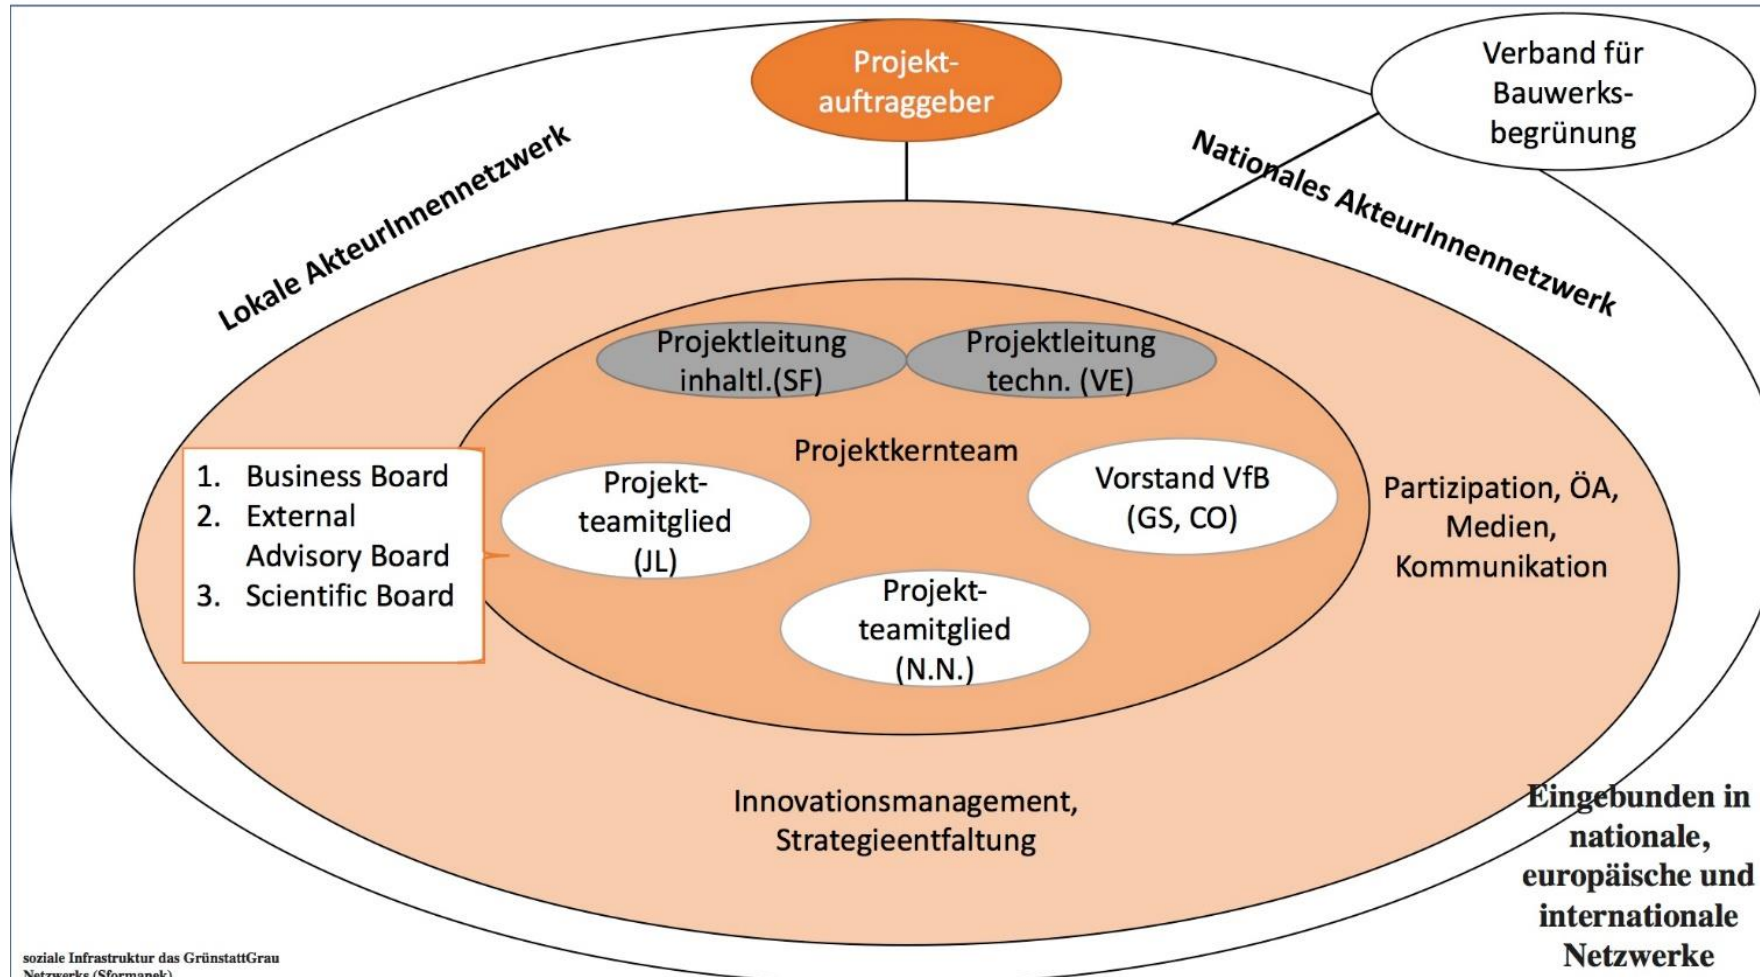 Projekt-
auftraggeber
Verband für
Bauwerks-
begrünung
Lokale AkteurInnennetzwerk
Nationales AkteurInnennetzwerk
Projektleitung
inhaltl.(SF)
Projektleitung
techn. (VE)
Projektkernteam
1. Business Board
2. External
Advisory Board
3. Scientific Board
Projekt-
teamitglied
(JL)
Vorstand VfB
(GS, CO)
Projekt-
teamitglied
(N.N.)
Partizipation, ÖA,
Medien,
Kommunikation
Innovationsmanagement,
Strategieentfaltung
Eingebunden in
nationale,
europäische und
internationale
Netzwerke
soziale Infrastruktur das GrünstattGrau
Netzwerks (Sformanek)